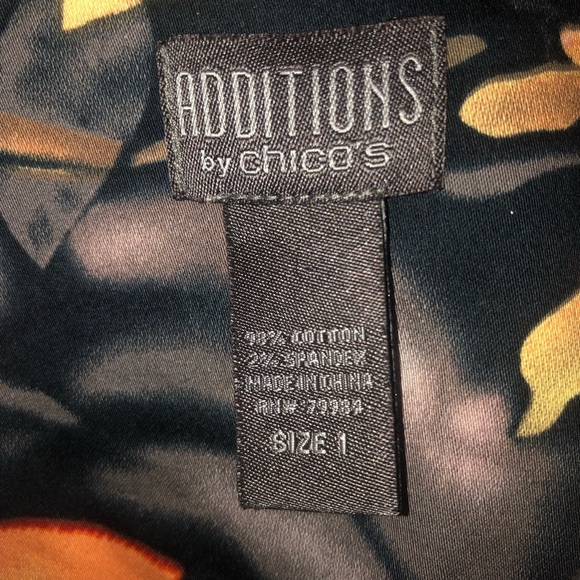 ADDITIONS
by chico's
98% COTTON
2% SPANDEX
MADE IN CHINA
RN# 79984
SIZE 1